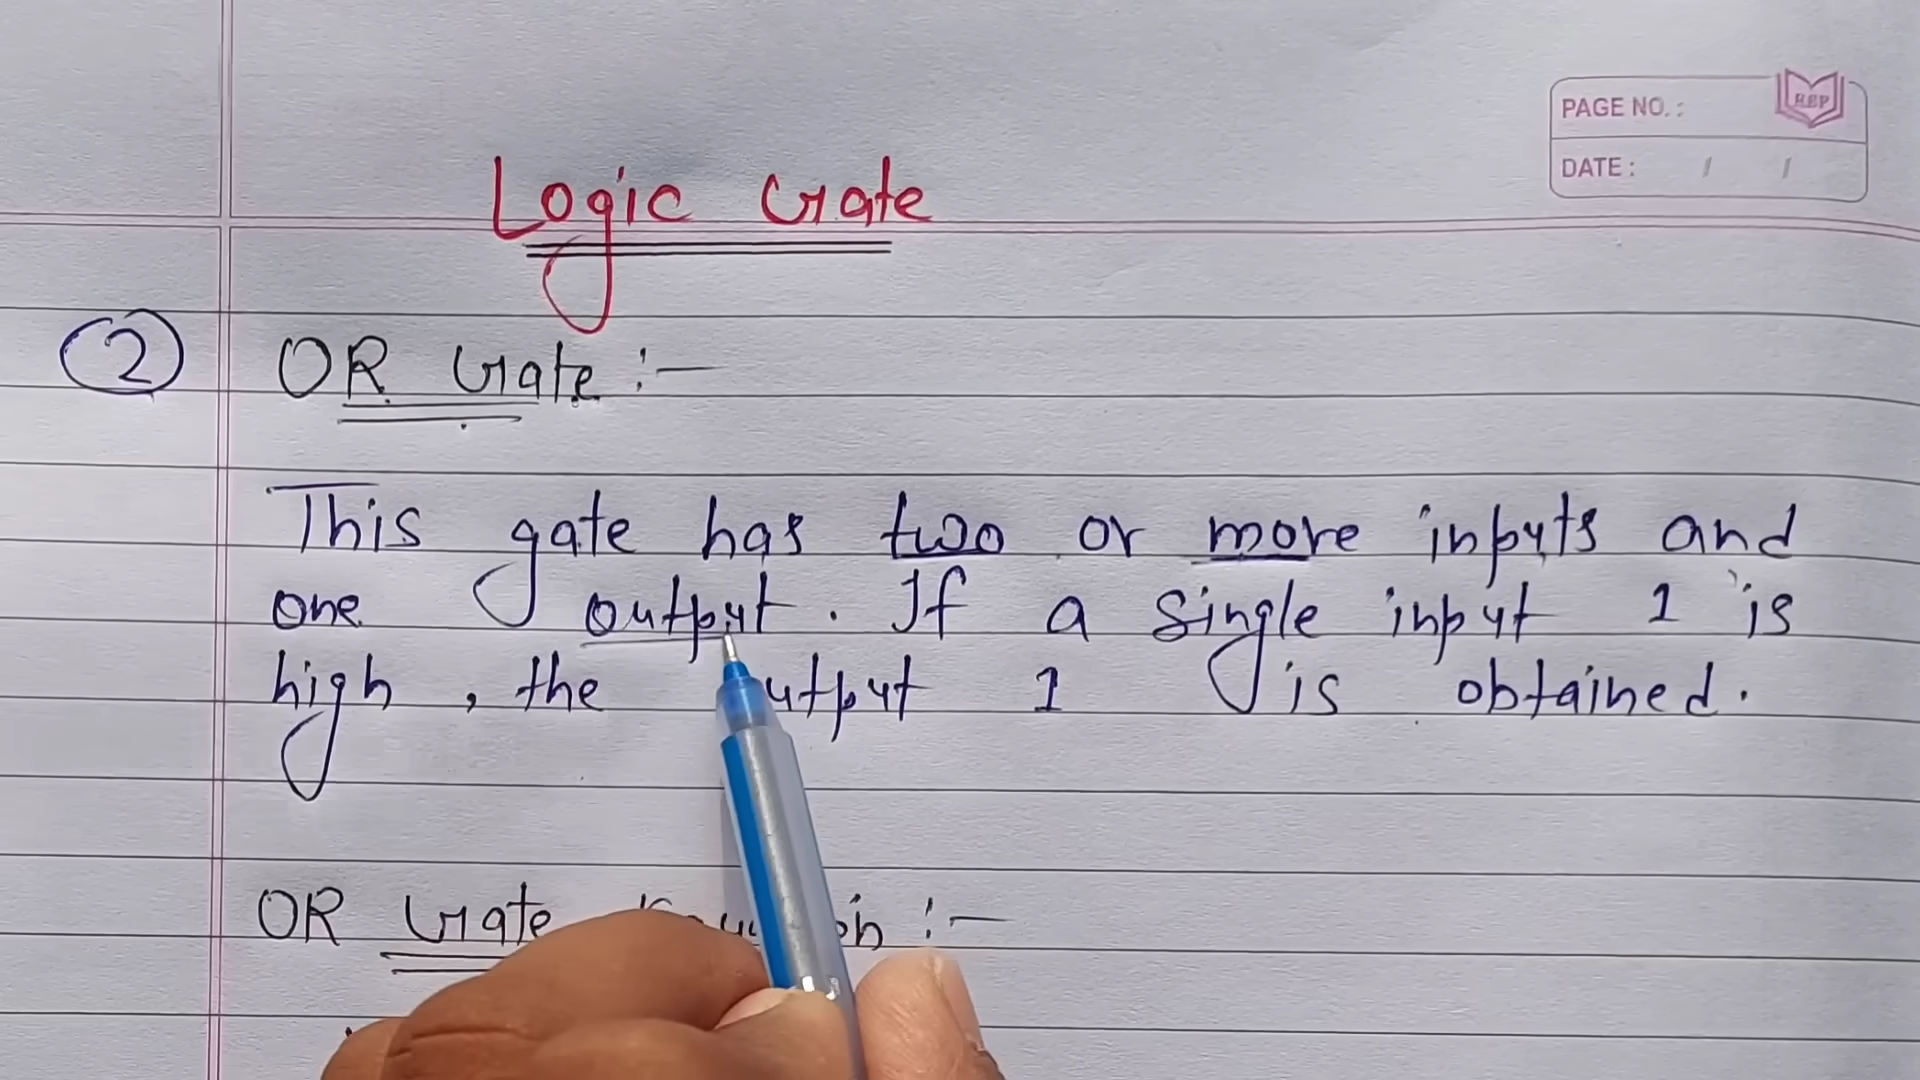 PAGE NO. :
RBP
DATE : / /
Logic Gate
2 OR Gate :-
This gate has two or more inputs and
one output. If a single input 1 is
high, the output 1 is obtained.
OR Gate :-